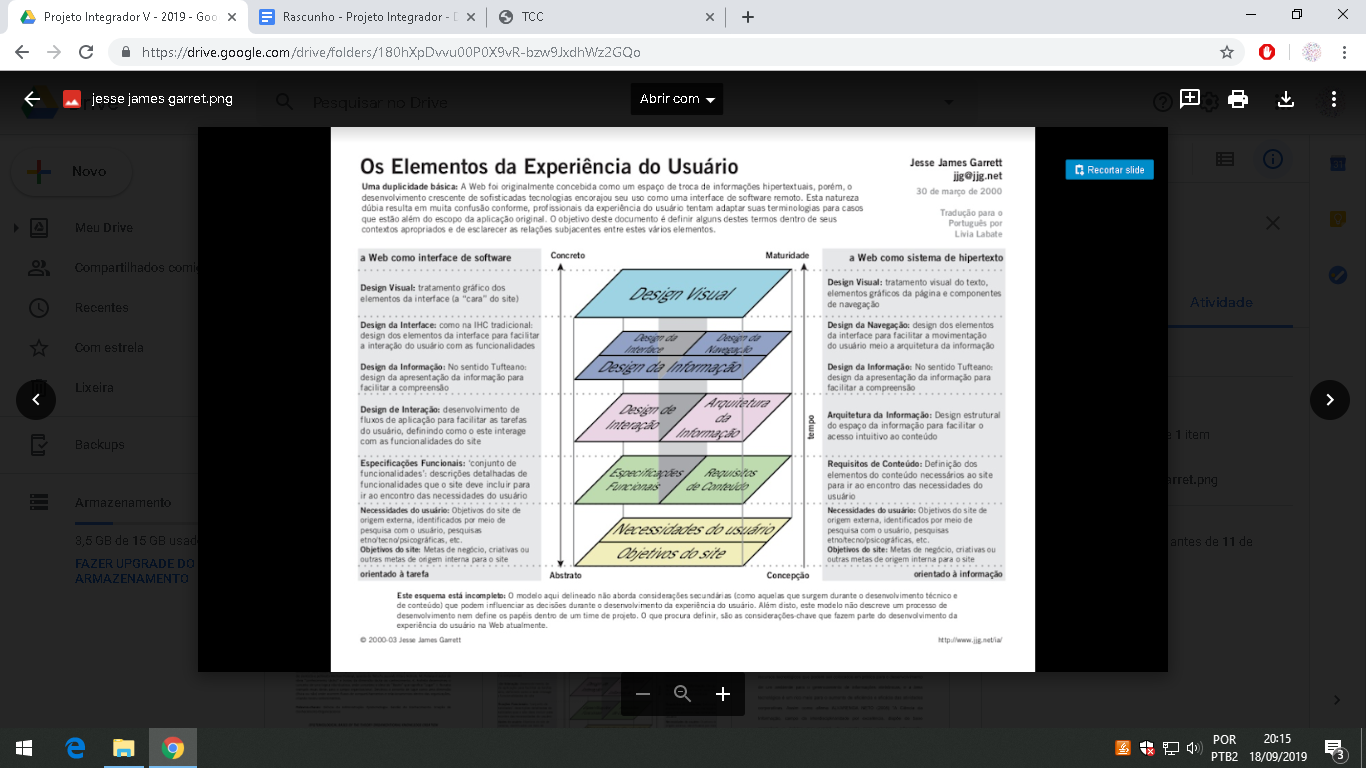 Projeto Integrador V - 2019 - Goo
Rascunho - Projeto Integrador - D
TCC
https://drive.google.com/drive/folders/180hXpDvvu00P0X9vR-bzw9JxdhWz2GQo
jesse james garret.png
Pesquisar no Drive
Abrir com
Novo
Meu Drive
Compartilhados comig
Recentes
Com estrela
Lixeira
Backups
Armazenamento
3,5 GB de 15 GB usado
FAZER UPGRADE DO
ARMAZENAMENTO
Recortar slide
Atividade
e 1 item
garret.png
antes de 11 de
Os Elementos da Experiência do Usuário
Jesse James Garrett
jjg@jjg.net
30 de março de 2000
Tradução para o
Português por
Livia Labate
Uma duplicidade básica: A Web foi originalmente concebida como um espaço de troca de informações hipertextuais, porém, o
desenvolvimento crescente de sofisticadas tecnologias encorajou seu uso como uma interface de software remoto. Esta natureza
dúbia resulta em muita confusão conforme, profissionais da experiência do usuário tentam adaptar suas terminologias para casos
que estão além do escopo da aplicação original. O objetivo deste documento é definir alguns destes termos dentro de seus
contextos apropriados e de esclarecer as relações subjacentes entre estes vários elementos.
a Web como interface de software
Design Visual: tratamento gráfico dos
elementos da interface (a "cara" do site)
Design da Interface: como na IHC tradicional:
design dos elementos da interface para facilitar
a interação do usuário com as funcionalidades
Design da Informação: No sentido Tufteano:
design da apresentação da informação para
facilitar a compreensão
Design de Interação: desenvolvimento de
fluxos de aplicação para facilitar as tarefas
do usuário, definindo como o este interage
com as funcionalidades do site
Especificações Funcionais: 'conjunto de
funcionalidades': descrições detalhadas de
funcionalidades que o site deve incluir para
ir ao encontro das necessidades do usuário
Necessidades do usuário: Objetivos do site de
origem externa, identificados por meio de
pesquisa com o usuário, pesquisas
etno/tecno/psicográficas, etc.
Objetivos do site: Metas de negócio, criativas ou
outras metas de origem interna para o site
orientado à tarefa
Concreto
Maturidade
Design Visual
Design da
Interface
Design da
Navegação
Design da Informação
Design de
Interação
Arquitetura
da
Informação
Especificações
Funcionais
Requisitos
de Conteúdo
Necessidades do usuário
Objetivos do site
tempo
Abstrato
Concepção
a Web como sistema de hipertexto
Design Visual: tratamento visual do texto,
elementos gráficos da página e componentes
de navegação
Design da Navegação: design dos elementos
da interface para facilitar a movimentação
do usuário meio a arquitetura da informação
Design da Informação: No sentido Tufteano:
design da apresentação da informação para
facilitar a compreensão
Arquitetura da Informação: Design estrutural
do espaço da informação para facilitar o
acesso intuitivo ao conteúdo
Requisitos de Conteúdo: Definição dos
elementos do conteúdo necessários ao site
para ir ao encontro das necessidades do
usuário
Necessidades do usuário: Objetivos do site de
origem externa, identificados por meio de
pesquisa com o usuário, pesquisas
etno/tecno/psicográficas, etc.
Objetivos do site: Metas de negócio, criativas ou
outras metas de origem interna para o site
orientado à informação
Este esquema está incompleto: O modelo aqui delineado não aborda considerações secundárias (como aquelas que surgem durante o desenvolvimento técnico e
de conteúdo) que podem influenciar as decisões durante o desenvolvimento da experiência do usuário. Além disto, este modelo não descreve um processo de
desenvolvimento nem define os papéis dentro de um time de projeto. O que procura definir, são as considerações-chave que fazem parte do desenvolvimento da
experiência do usuário na Web atualmente.
© 2000-03 Jesse James Garrett
http://www.jjg.net/ia/
POR
PTB2
20:15
18/09/2019
3